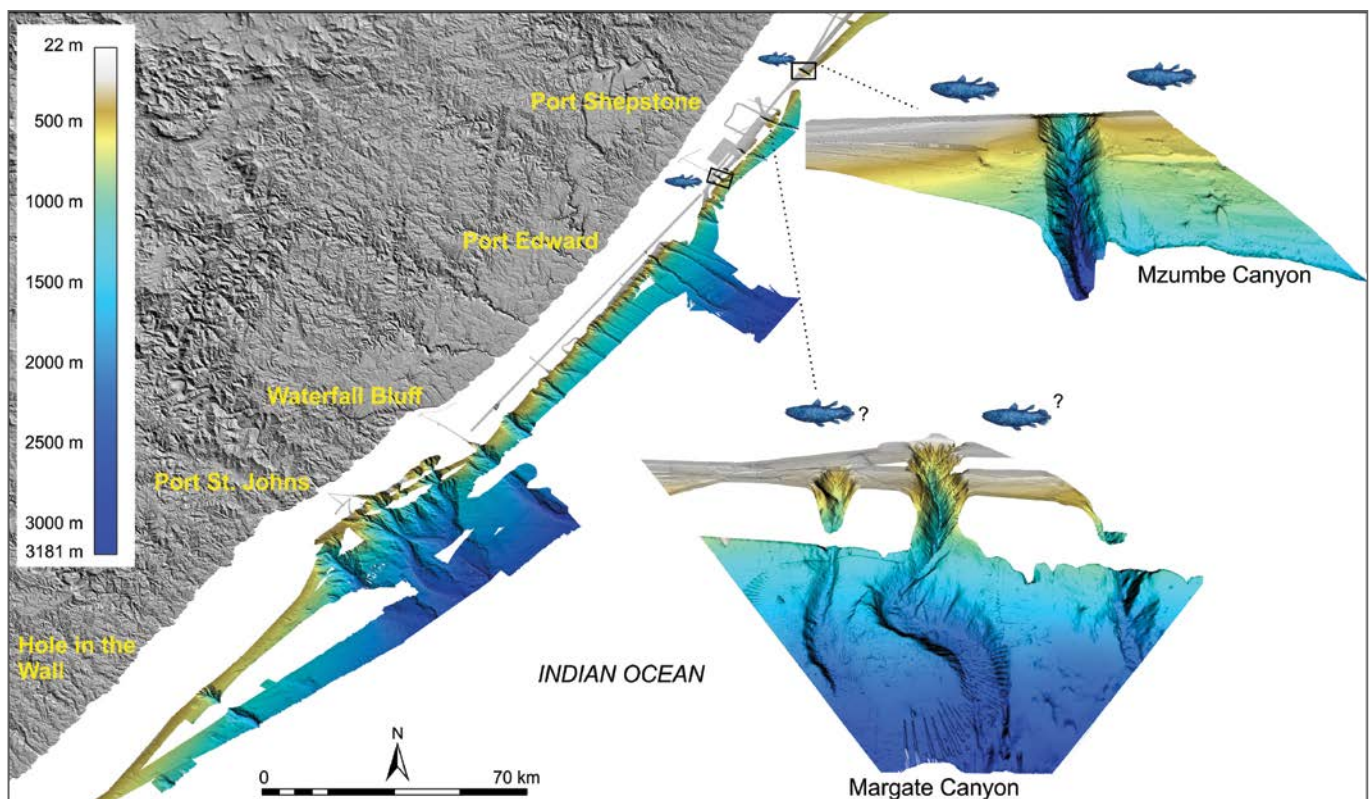 22 m
500 m
1000 m
1500 m
2000 m
2500 m
3000 m
3181 m
Port Shepstone
Port Edward
Waterfall Bluff
Port St. Johns
Hole in the
Wall
INDIAN OCEAN
N
0 70 km
Mzumbe Canyon
? ?
Margate Canyon